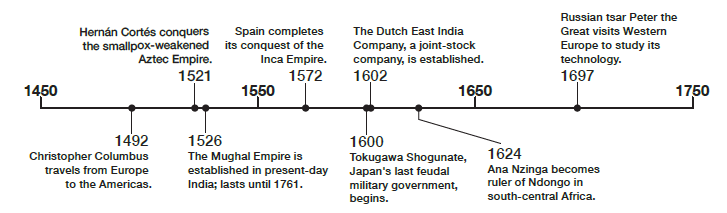 Hernán Cortés conquers
the smallpox-weakened
Aztec Empire.
1521
Spain completes
its conquest of the
Inca Empire.
1572
The Dutch East India
Company, a joint-stock
company, is established.
1602
Russian tsar Peter the
Great visits Western
Europe to study its
technology.
1697
1450
1550
1650
1750
1492
Christopher Columbus
travels from Europe
to the Americas.
1526
The Mughal Empire is
established in present-day
India; lasts until 1761.
1600
Tokugawa Shogunate,
Japan's last feudal
military government,
begins.
1624
Ana Nzinga becomes
ruler of Ndongo in
south-central Africa.